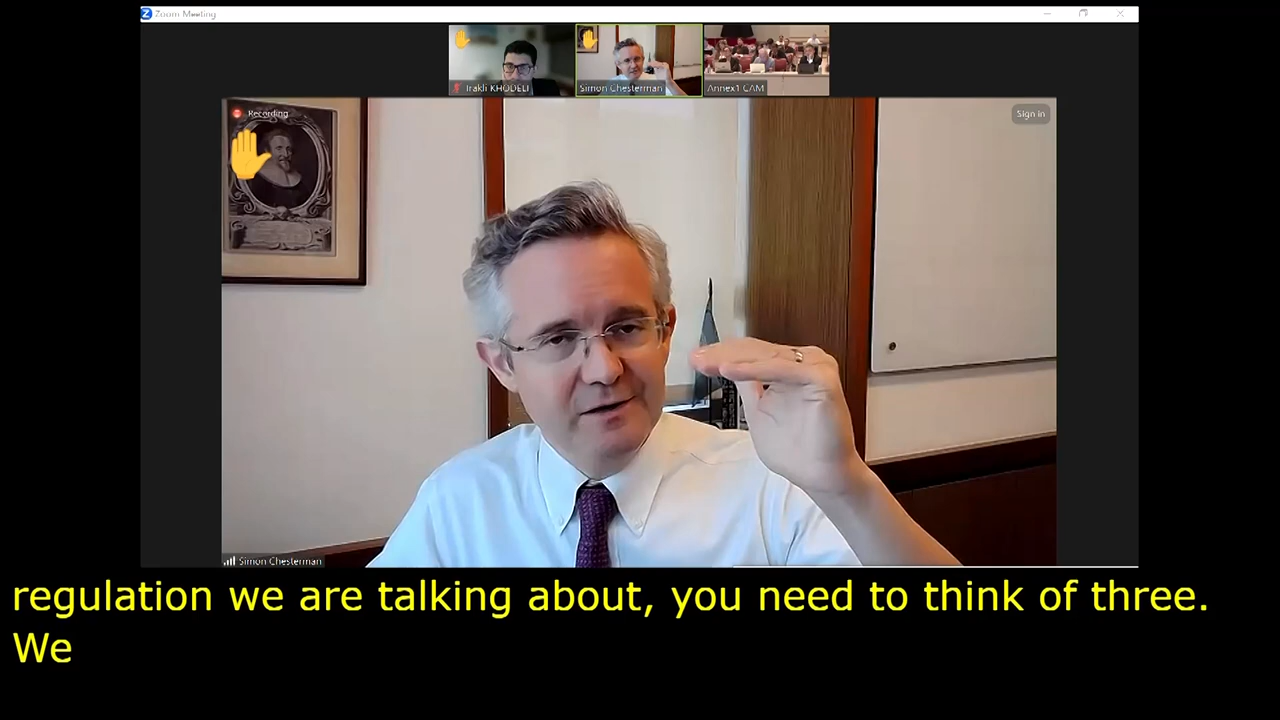 Zoom Meeting
Irakli KHODELI
Simon Chesterman
Annex1 CAM
Recording
Sign in
Simon Chesterman
regulation we are talking about, you need to think of three.
We